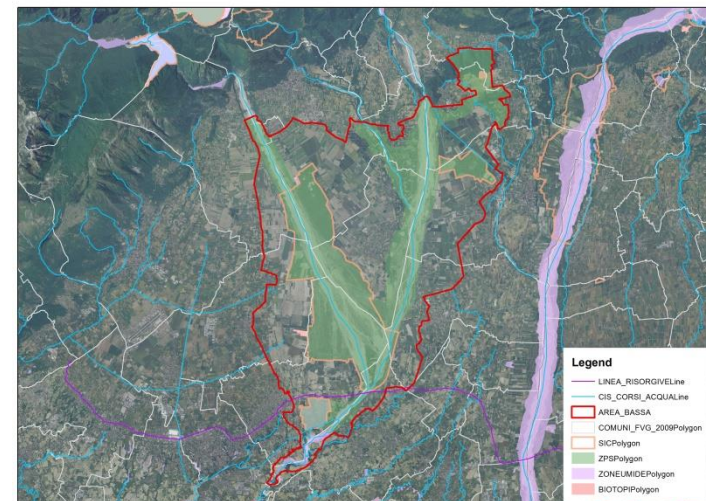 Legend
LINEA_RISORGIVELine
CIS_CORSI_ACQUALine
AREA_BASSA
COMUNI_FVG_2009Polygon
SICPolygon
ZPSPolygon
ZONEUMIDEPolygon
BIOTOPIPolygon